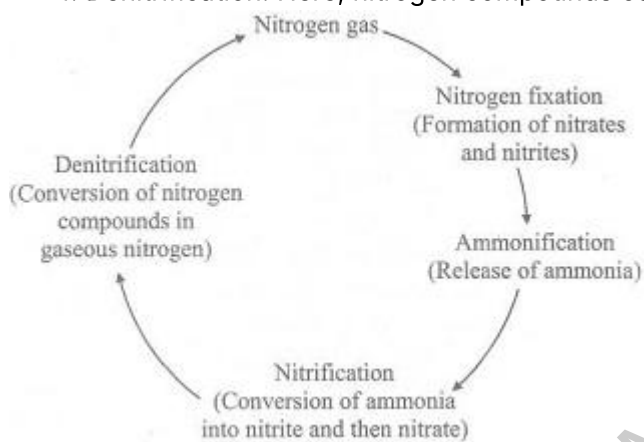 Nitrogen gas
Nitrogen fixation
(Formation of nitrates
and nitrites)
Denitrification
(Conversion of nitrogen
compounds in
gaseous nitrogen)
Ammonification
(Release of ammonia)
Nitrification
(Conversion of ammonia
into nitrite and then nitrate)